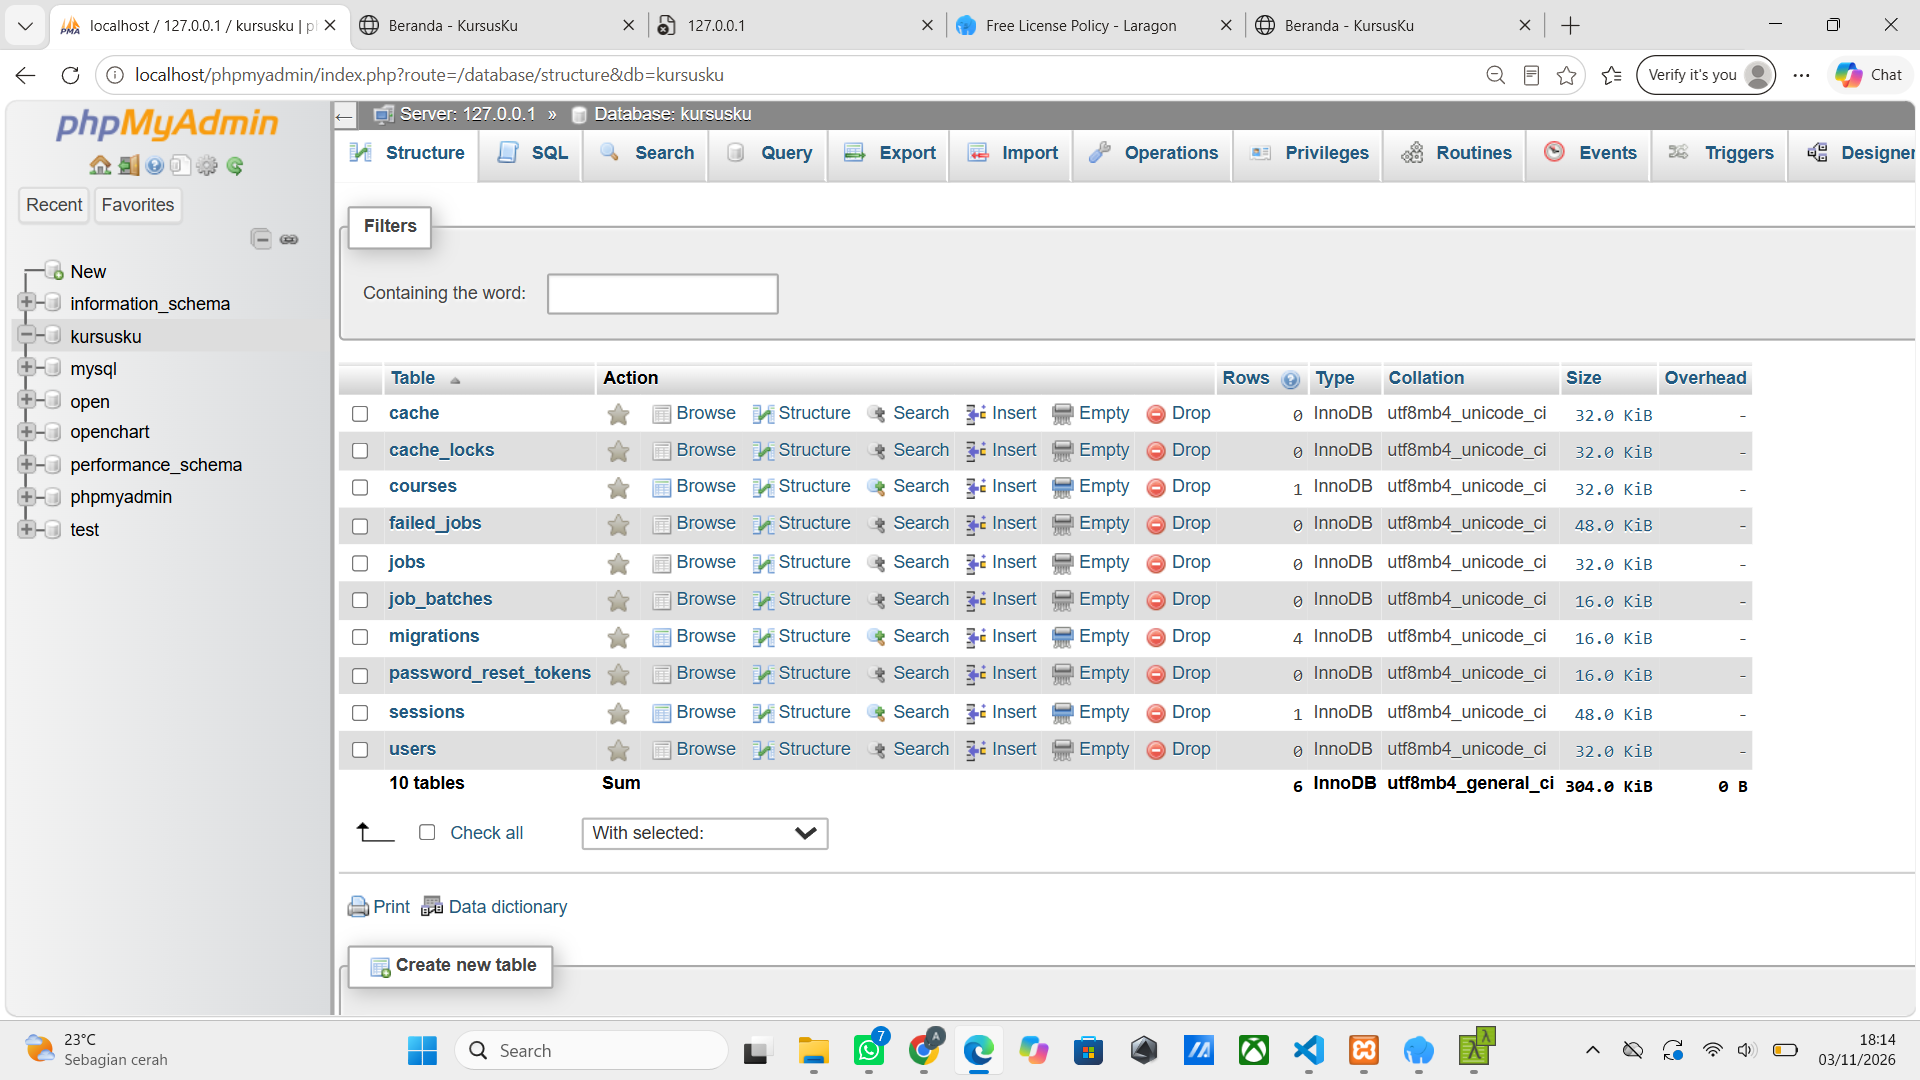 localhost / 127.0.0.1 / kursusku | p
Beranda - KursusKu
127.0.0.1
Free License Policy - Laragon
Beranda - KursusKu
localhost/phpmyadmin/index.php?route=/database/structure&db=kursusku
Verify it's you
Chat
phpMyAdmin
Recent Favorites
New
information_schema
kursusku
mysql
open
openchart
performance_schema
phpmyadmin
test
Server: 127.0.0.1 » Database: kursusku
Structure SQL Search Query Export Import Operations Privileges Routines Events Triggers Designer
Filters
Containing the word:
Table Action Rows Type Collation Size Overhead
cache Browse Structure Search Insert Empty Drop 0 InnoDB utf8mb4_unicode_ci 32.0 KiB -
cache_locks Browse Structure Search Insert Empty Drop 0 InnoDB utf8mb4_unicode_ci 32.0 KiB -
courses Browse Structure Search Insert Empty Drop 1 InnoDB utf8mb4_unicode_ci 32.0 KiB -
failed_jobs Browse Structure Search Insert Empty Drop 0 InnoDB utf8mb4_unicode_ci 48.0 KiB -
jobs Browse Structure Search Insert Empty Drop 0 InnoDB utf8mb4_unicode_ci 32.0 KiB -
job_batches Browse Structure Search Insert Empty Drop 0 InnoDB utf8mb4_unicode_ci 16.0 KiB -
migrations Browse Structure Search Insert Empty Drop 4 InnoDB utf8mb4_unicode_ci 16.0 KiB -
password_reset_tokens Browse Structure Search Insert Empty Drop 0 InnoDB utf8mb4_unicode_ci 16.0 KiB -
sessions Browse Structure Search Insert Empty Drop 1 InnoDB utf8mb4_unicode_ci 48.0 KiB -
users Browse Structure Search Insert Empty Drop 0 InnoDB utf8mb4_unicode_ci 32.0 KiB -
10 tables Sum 6 InnoDB utf8mb4_general_ci 304.0 KiB 0 B
Check all With selected:
Print Data dictionary
Create new table
23°C
Sebagian cerah
Search
7
A
18:14
03/11/2026